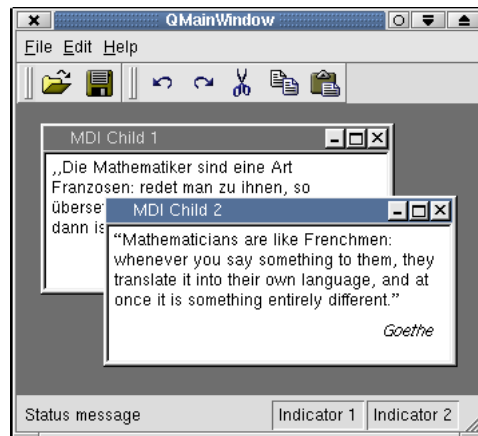 QMainWindow
File Edit Help
MDI Child 1
„Die Mathematiker sind eine Art
Franzosen: redet man zu ihnen, so
überse
dann is
MDI Child 2
“Mathematicians are like Frenchmen:
whenever you say something to them, they
translate it into their own language, and at
once it is something entirely different.”
Goethe
Status message Indicator 1 Indicator 2